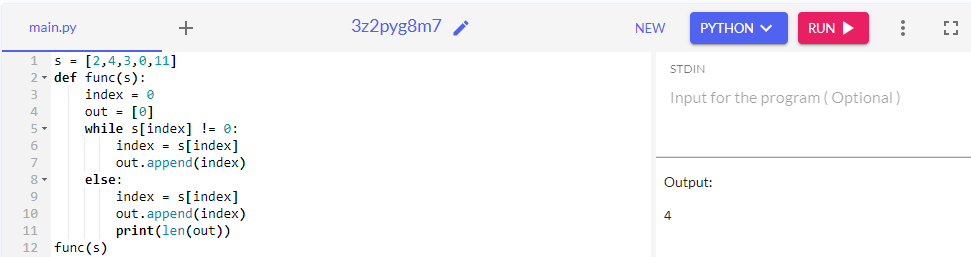 main.py + 3z2pyg8m7 NEW PYTHON RUN
1 s = [2,4,3,0,11]
2 def func(s):
3 index = 0
4 out = [0]
5 while s[index] != 0:
6 index = s[index]
7 out.append(index)
8 else:
9 index = s[index]
10 out.append(index)
11 print(len(out))
12 func(s)
STDIN
Input for the program ( Optional )
Output:
4